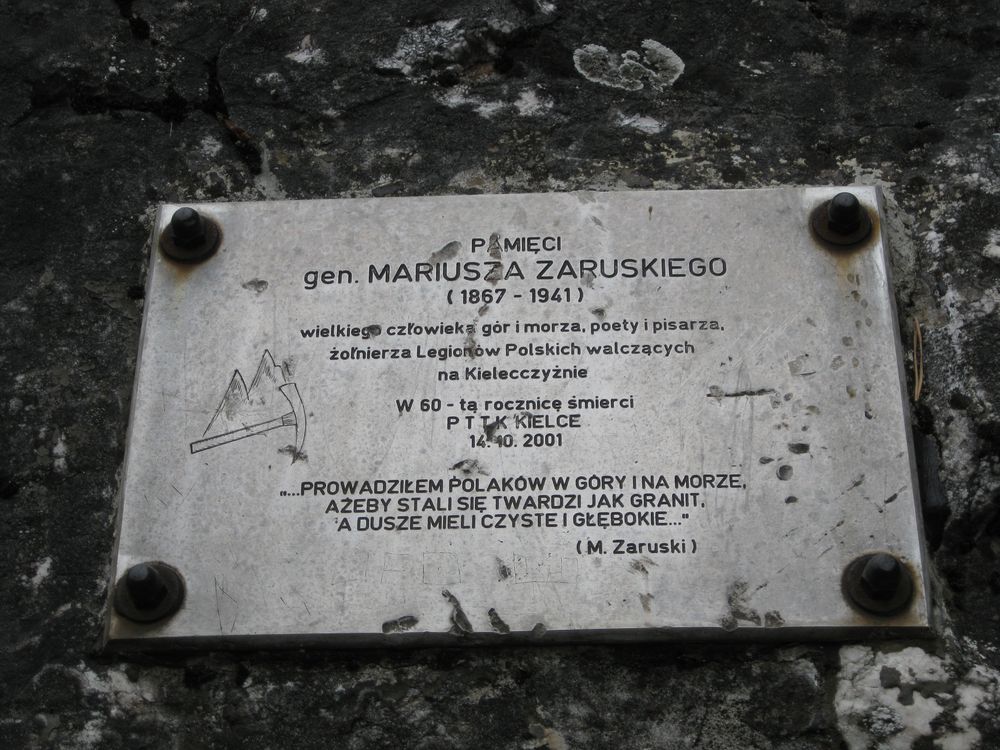 PAMIĘCI
gen. MARIUSZA ZARUSKIEGO
( 1867 - 1941 )
wielkiego człowieka gór i morza, poety i pisarza,
żołnierza Legionów Polskich walczących
na Kielecczyźnie
W 60 - tą rocznicę śmierci
P T T K KIELCE
14. 10. 2001
„...PROWADZIŁEM POLAKÓW W GÓRY I NA MORZE,
AŻEBY STALI SIĘ TWARDZI JAK GRANIT,
A DUSZE MIELI CZYSTE I GŁĘBOKIE..."
( M. Zaruski )